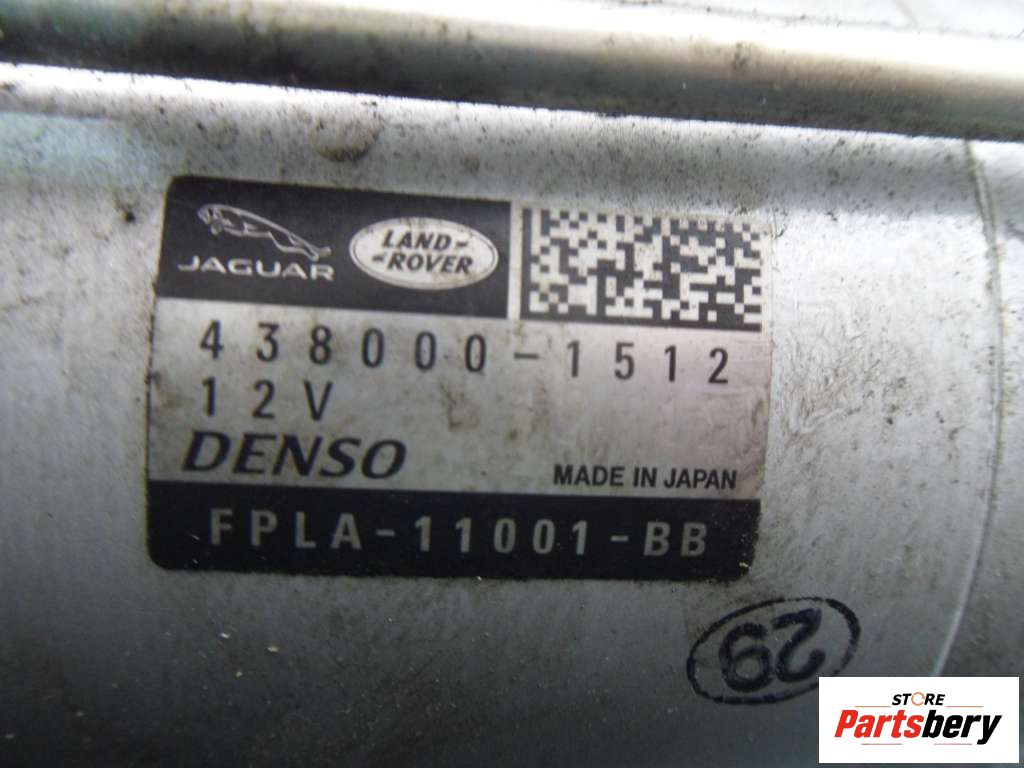 JAGUAR
LAND-
-ROVER
438000-1512
12V
DENSO
MADE IN JAPAN
FPLA-11001-BB
29
STORE
Partsbery